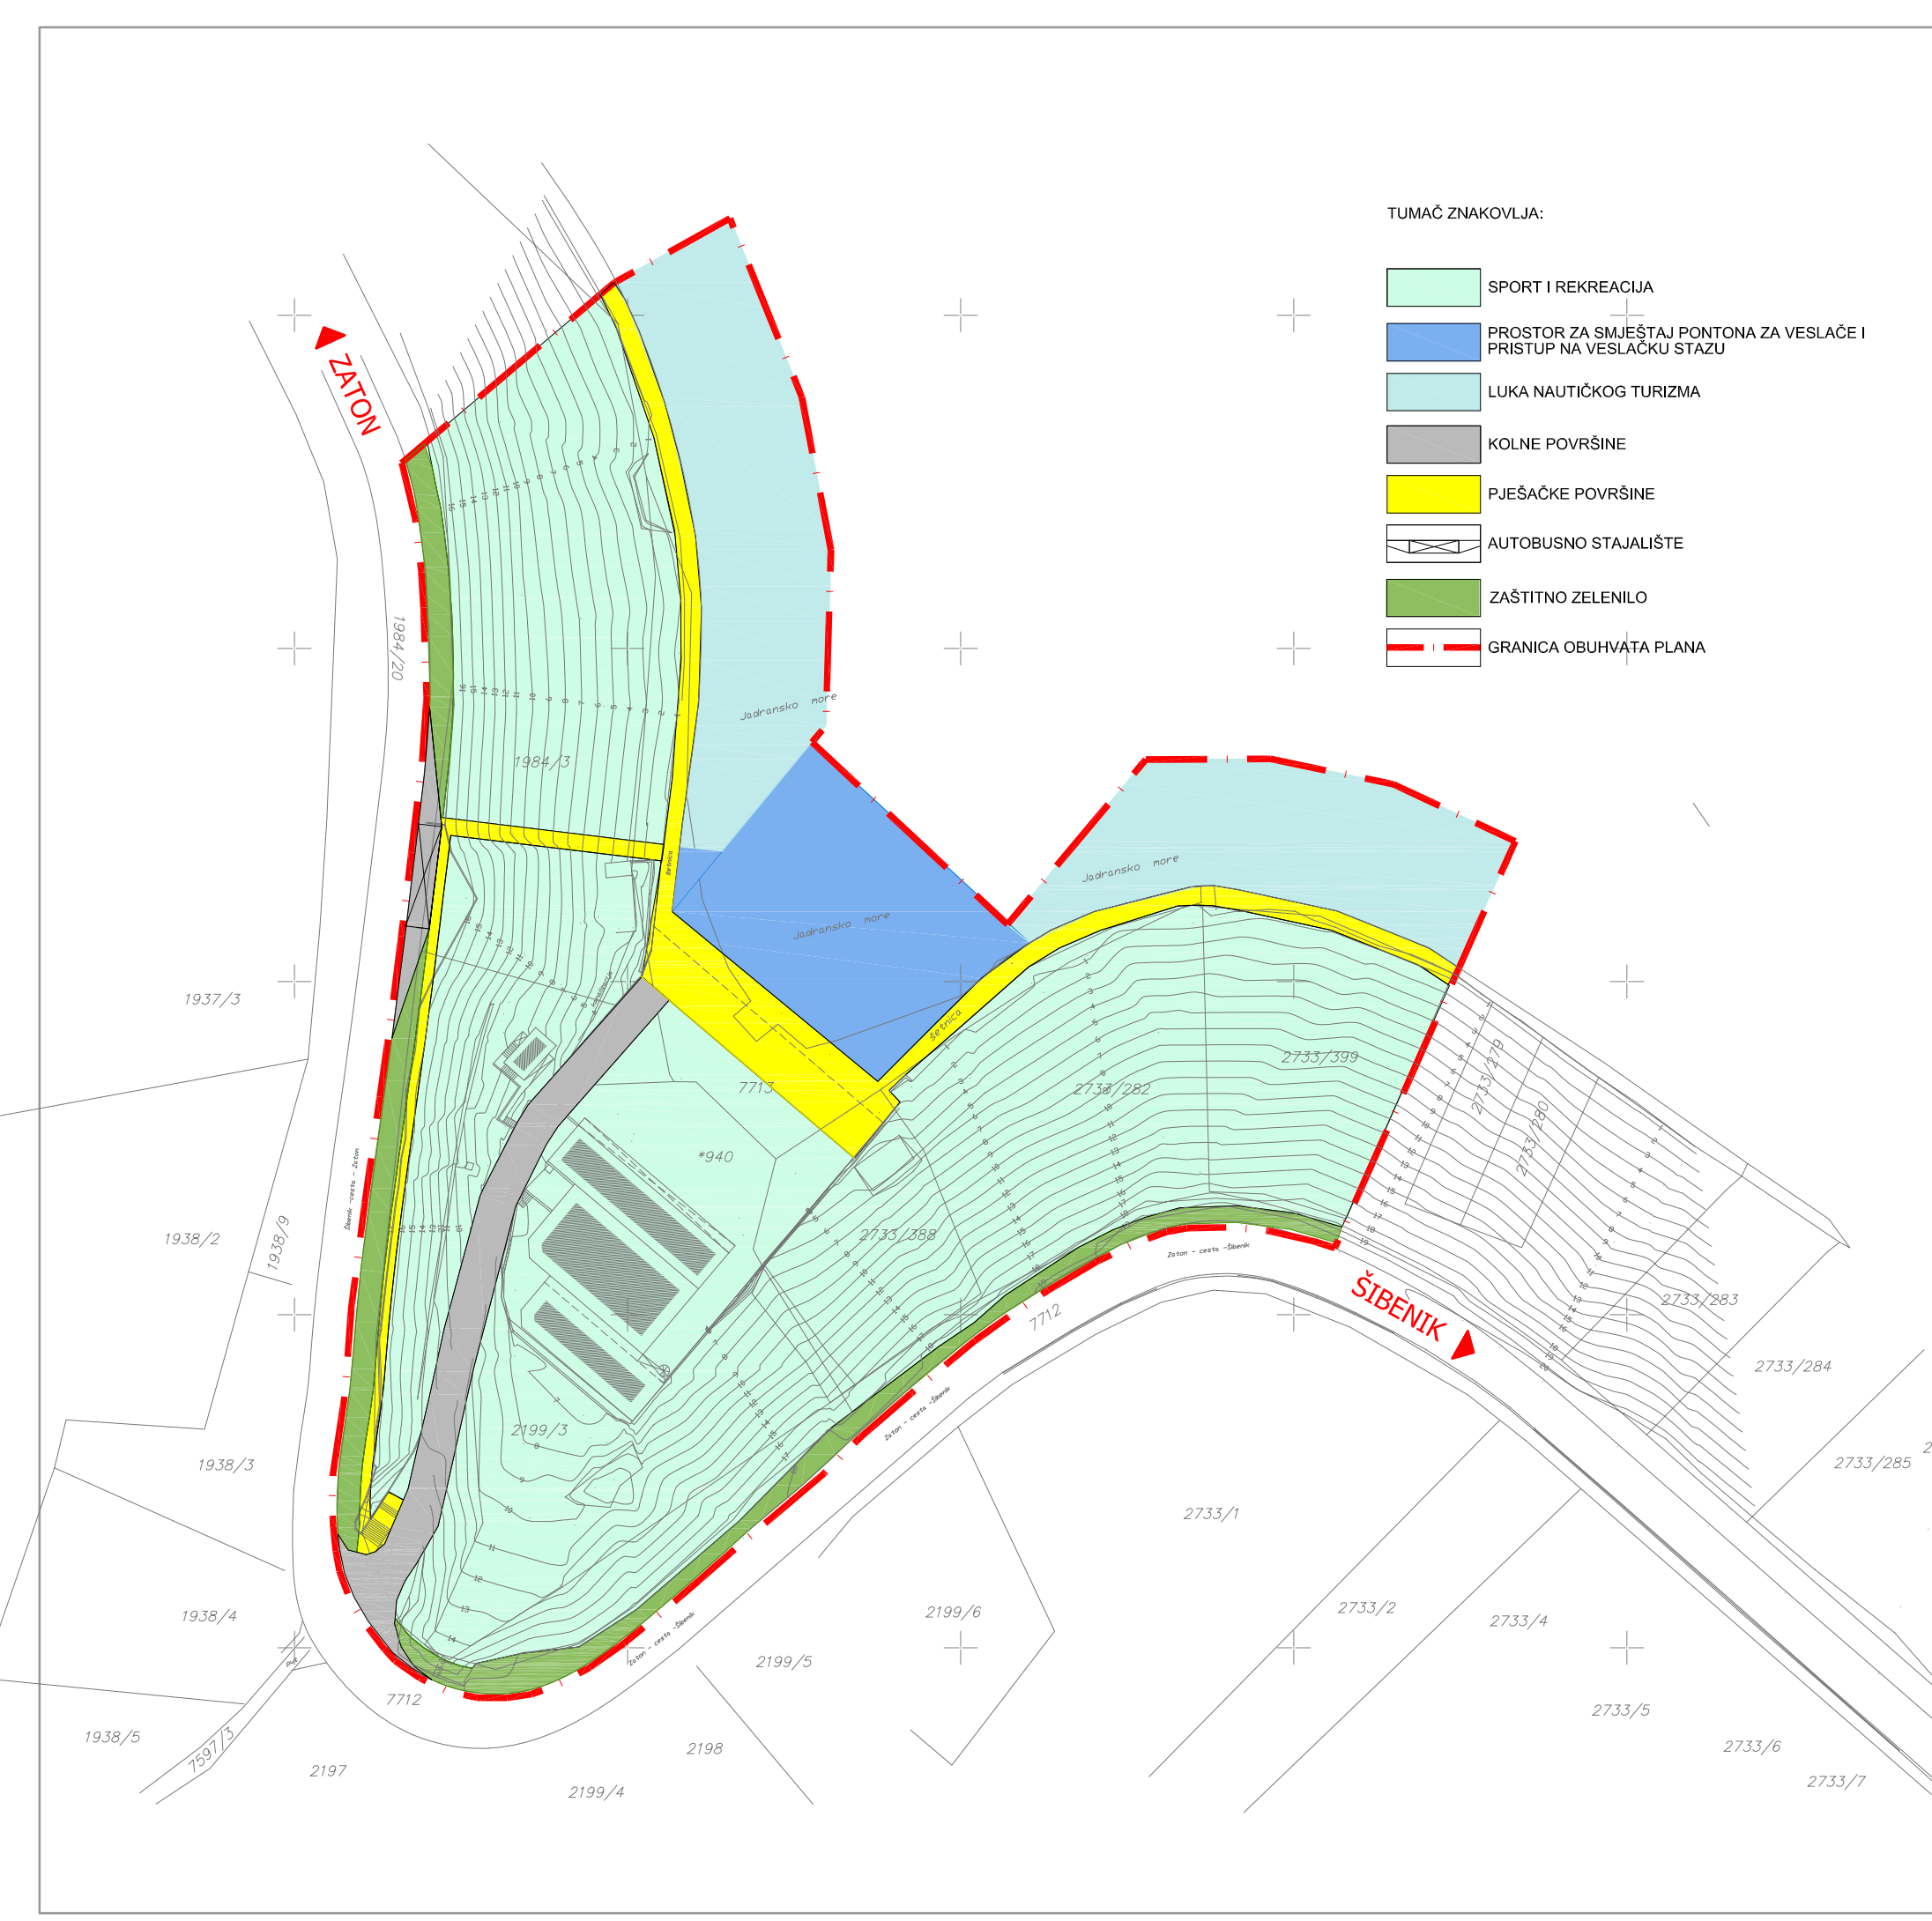 TUMAČ ZNAKOVLJA:
SPORT I REKREACIJA
PROSTOR ZA SMJEŠTAJ PONTONA ZA VESLAČE I
PRISTUP NA VESLAČKU STAZU
LUKA NAUTIČKOG TURIZMA
KOLNE POVRŠINE
PJEŠAČKE POVRŠINE
AUTOBUSNO STAJALIŠTE
ZAŠTITNO ZELENILO
GRANICA OBUHVATA PLANA
ZATON
1984/20
Jadransko more
1984/3
šetnica
Jadransko more
Jadransko more
1937/3
šetnica
2733/399
2733/279
7713
2733/282
2733/280
*940
Šibenik -cesta - Zaton
1938/2
1938/9
2733/388
Zaton - cesta -Šibenik
ŠIBENIK
2733/283
7712
2733/284
Zaton - cesta -Šibenik
2199/3
1938/3
2733/285
2733/1
1938/4
2199/6
2733/2
2733/4
Zaton - cesta -Šibenik
put
2199/5
7712
2733/5
1938/5
7597/3
2198
2733/6
2197
2199/4
2733/7